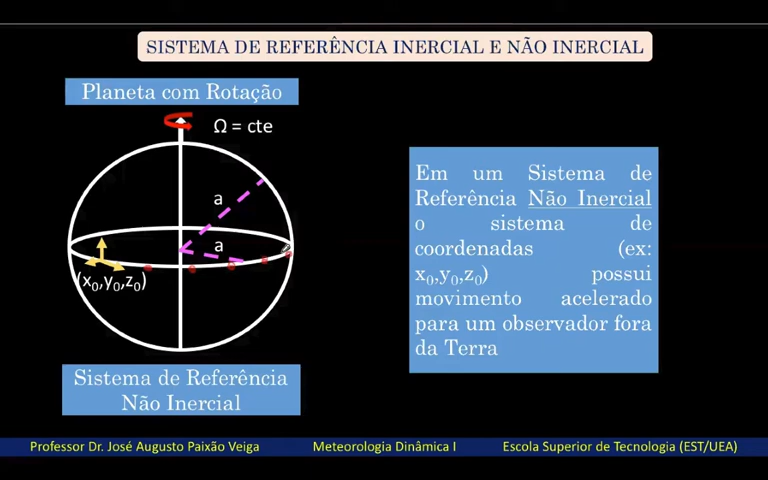 SISTEMA DE REFERÊNCIA INERCIAL E NÃO INERCIAL
Planeta com Rotação
Ω = cte
a
a
(x₀,y₀,z₀)
Sistema de Referência
Não Inercial
Em um Sistema de
Referência Não Inercial
o sistema de
coordenadas (ex:
x₀,y₀,z₀) possui
movimento acelerado
para um observador fora
da Terra
Professor Dr. José Augusto Paixão Veiga
Meteorologia Dinâmica I
Escola Superior de Tecnologia (EST/UEA)